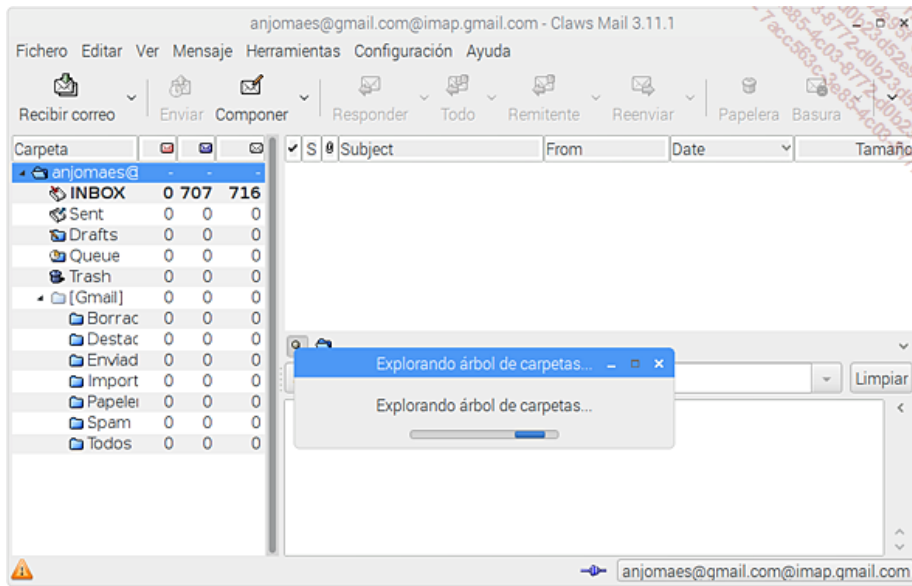 anjomaes@gmail.com@imap.gmail.com - Claws Mail 3.11.1
Fichero Editar Ver Mensaje Herramientas Configuración Ayuda
Recibir correo Enviar Componer Responder Todo Remitente Reenviar Papelera Basura
Carpeta
S Subject From Date Tamaño
anjomaes@ - - -
INBOX 0 707 716
Sent 0 0 0
Drafts 0 0 0
Queue 0 0 0
Trash 0 0 0
[Gmail] 0 0 0
Borrac 0 0 0
Destac 0 0 0
Enviad 0 0 0
Import 0 0 0
Papeler 0 0 0
Spam 0 0 0
Todos 0 0 0
Explorando árbol de carpetas...
Explorando árbol de carpetas...
Limpiar
anjomaes@gmail.com@imap.gmail.com